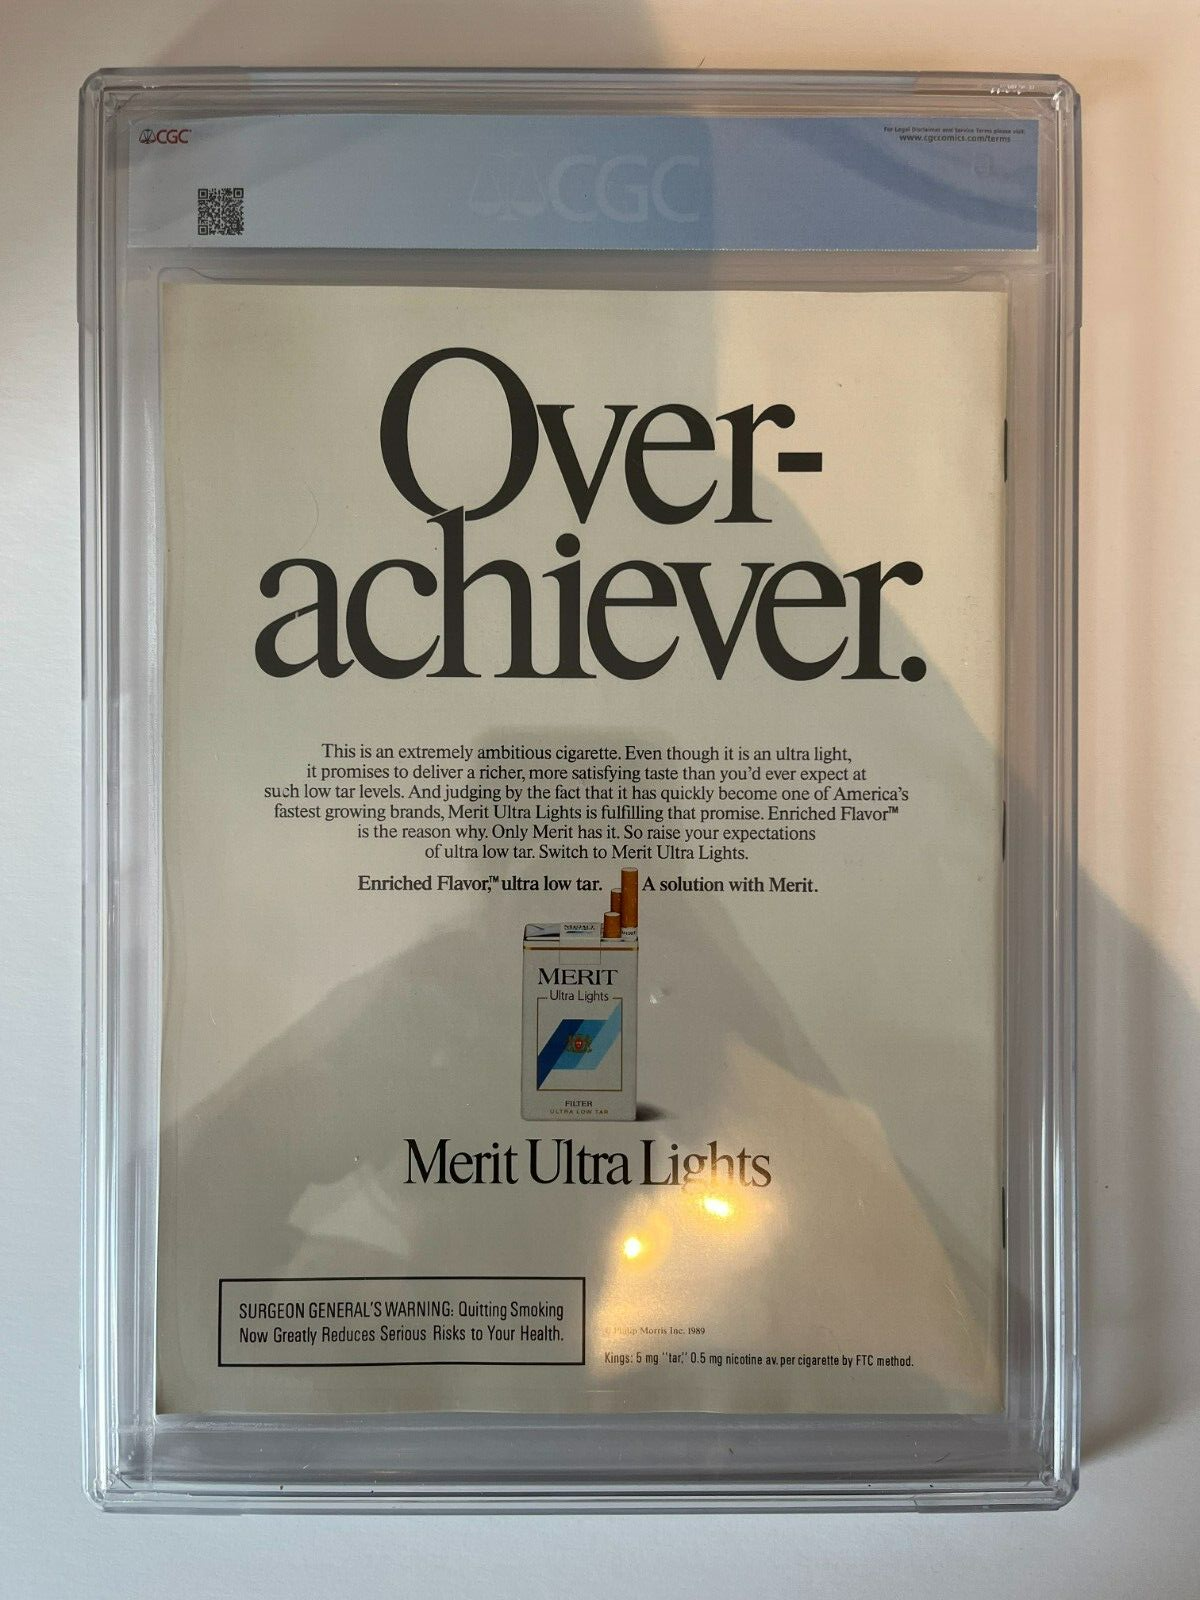 CGC
For Legal Disclaimer and Service Terms please visit:
www.cgccomics.com/terms
CGC
Over-
achiever.
This is an extremely ambitious cigarette. Even though it is an ultra light,
it promises to deliver a richer, more satisfying taste than you'd ever expect at
such low tar levels. And judging by the fact that it has quickly become one of America's
fastest growing brands, Merit Ultra Lights is fulfilling that promise. Enriched Flavor™
is the reason why. Only Merit has it. So raise your expectations
of ultra low tar. Switch to Merit Ultra Lights.
Enriched Flavor,™ ultra low tar. A solution with Merit.
MERIT
Ultra Lights
FILTER
ULTRA LOW TAR
Merit Ultra Lights
SURGEON GENERAL'S WARNING: Quitting Smoking
Now Greatly Reduces Serious Risks to Your Health.
© Philip Morris Inc. 1989
Kings: 5 mg "tar," 0.5 mg nicotine av. per cigarette by FTC method.